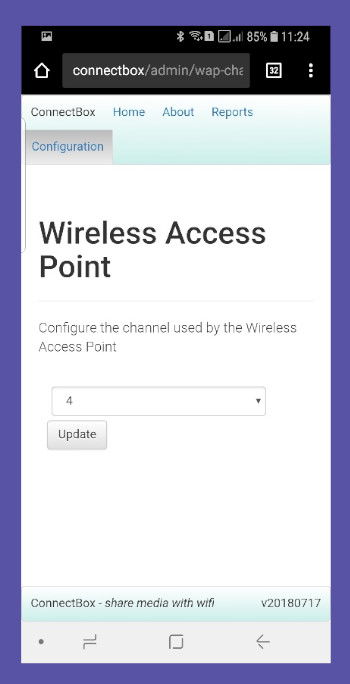 85% 11:24
connectbox/admin/wap-cha
32
ConnectBox Home About Reports
Configuration
Wireless Access
Point
Configure the channel used by the Wireless
Access Point
4
Update
ConnectBox - share media with wifi v20180717